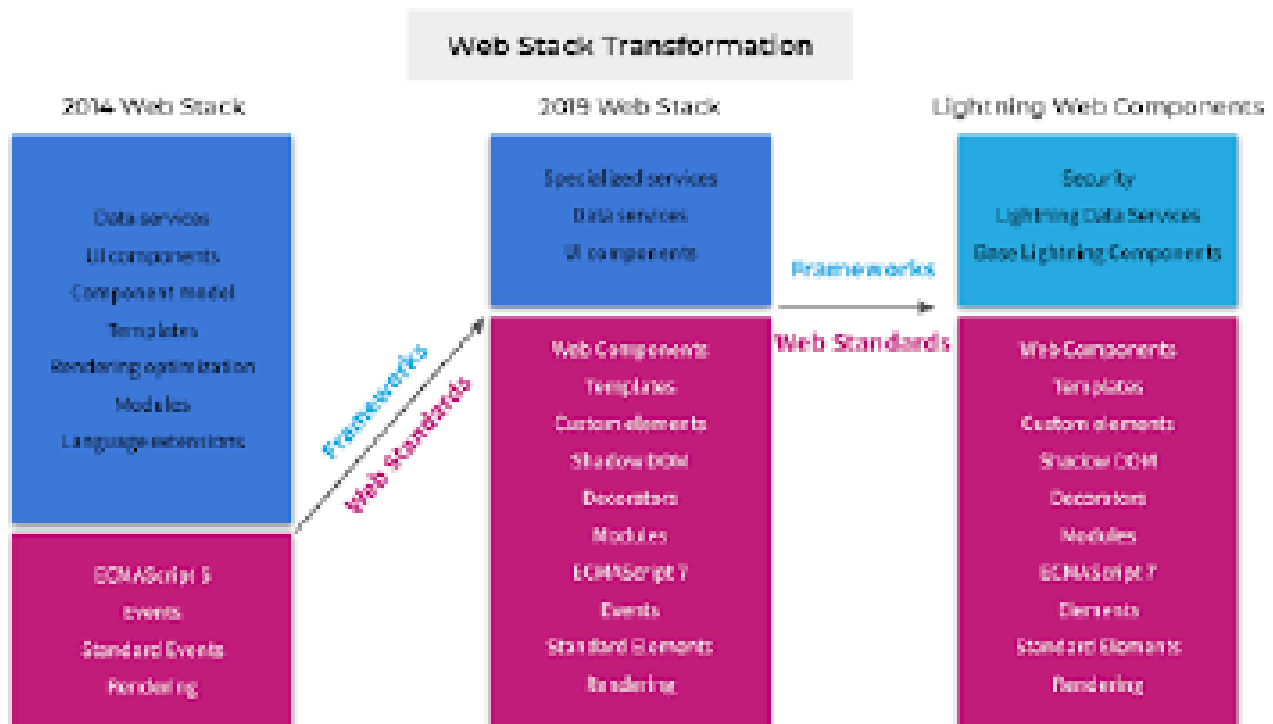 Web Stack Transformation
2014 Web Stack
Data services
UI components
Component model
Templates
Rendering optimization
Modules
Language extensions
ECMAScript 5
Events
Standard Events
Rendering
Frameworks
Web Standards
2019 Web Stack
Specialized services
Data services
UI components
Web Components
Templates
Custom elements
Shadow DOM
Decorators
Modules
ECMAScript 7
Events
Standard Elements
Rendering
Frameworks
Web Standards
Lightning Web Components
Security
Lightning Data Services
Base Lightning Components
Web Components
Templates
Custom elements
Shadow DOM
Decorators
Modules
ECMAScript 7
Elements
Standard Elements
Rendering